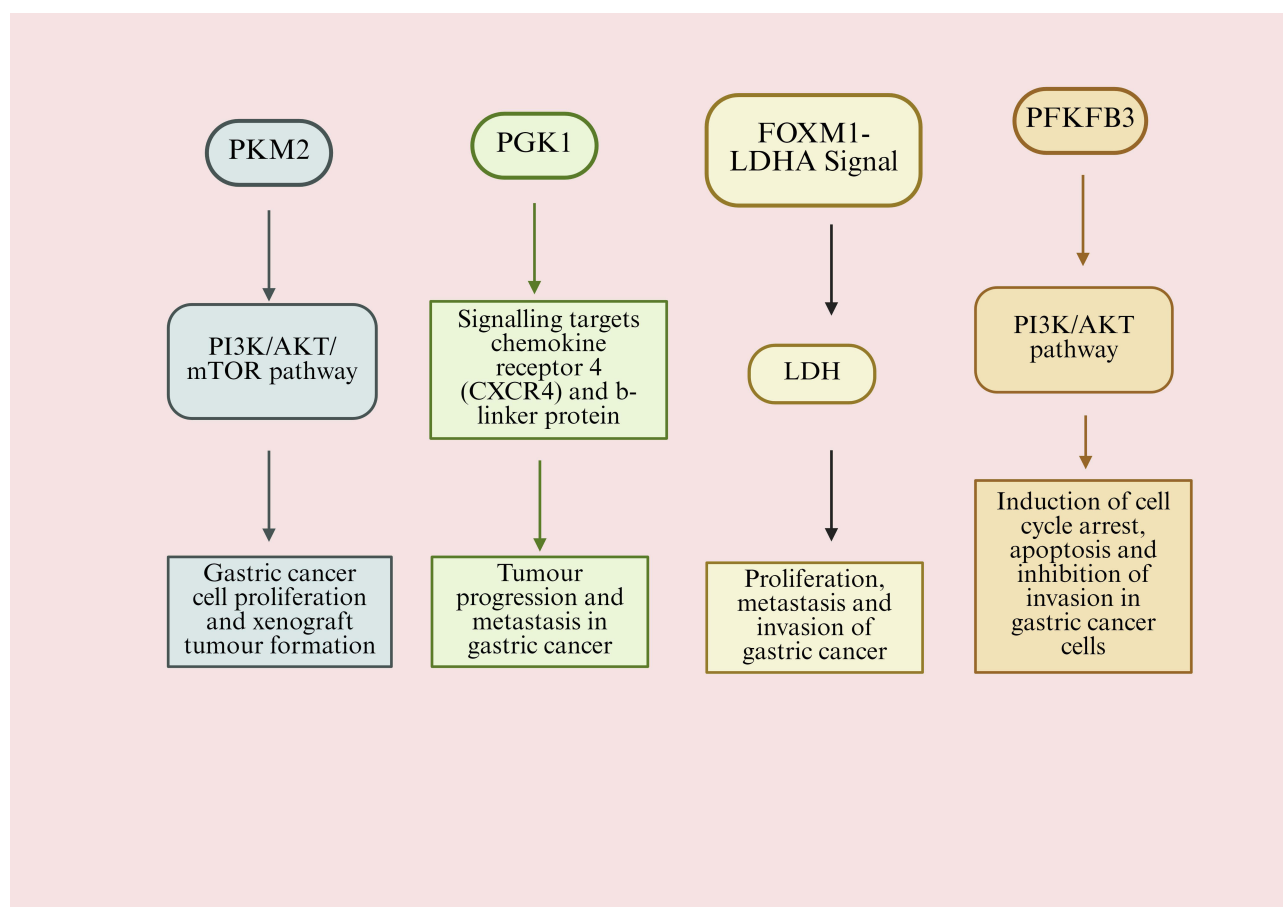 PKM2
PI3K/AKT/
mTOR pathway
Gastric cancer
cell proliferation
and xenograft
tumour formation
PGK1
Signalling targets
chemokine
receptor 4
(CXCR4) and b-
linker protein
Tumour
progression and
metastasis in
gastric cancer
FOXM1-
LDHA Signal
LDH
Proliferation,
metastasis and
invasion of
gastric cancer
PFKFB3
PI3K/AKT
pathway
Induction of cell
cycle arrest,
apoptosis and
inhibition of
invasion in
gastric cancer
cells